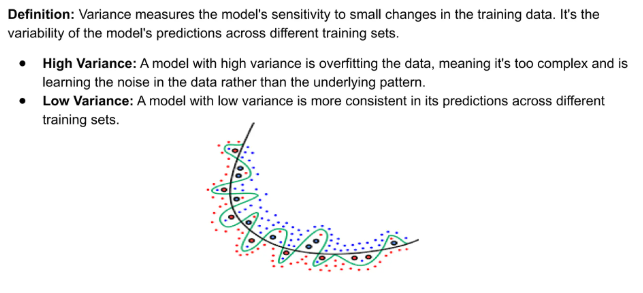 Definition: Variance measures the model's sensitivity to small changes in the training data. It's the
variability of the model's predictions across different training sets.
● High Variance: A model with high variance is overfitting the data, meaning it's too complex and is
learning the noise in the data rather than the underlying pattern.
● Low Variance: A model with low variance is more consistent in its predictions across different
training sets.